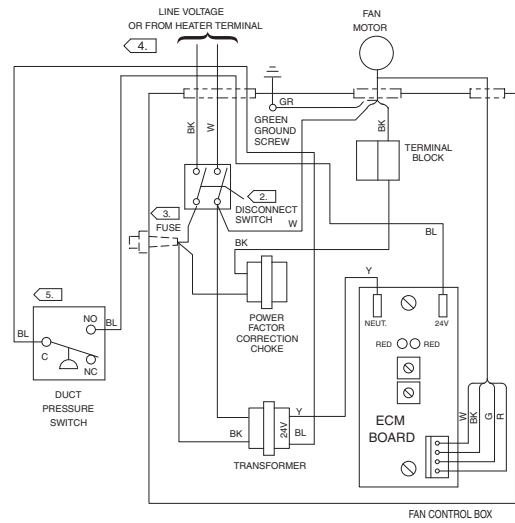 LINE VOLTAGE
OR FROM HEATER TERMINAL
FAN
MOTOR
4.
GR
BK
W
GREEN
GROUND
SCREW
BK
TERMINAL
BLOCK
2.
DISCONNECT
SWITCH
3.
FUSE
W
BL
BK
Y
5.
NO
BL
BL
C
NC
DUCT
PRESSURE
SWITCH
POWER
FACTOR
CORRECTION
CHOKE
NEUT.
24V
RED
RED
ECM
BOARD
W
BK
G
R
Y
BK
24V
BL
TRANSFORMER
FAN CONTROL BOX